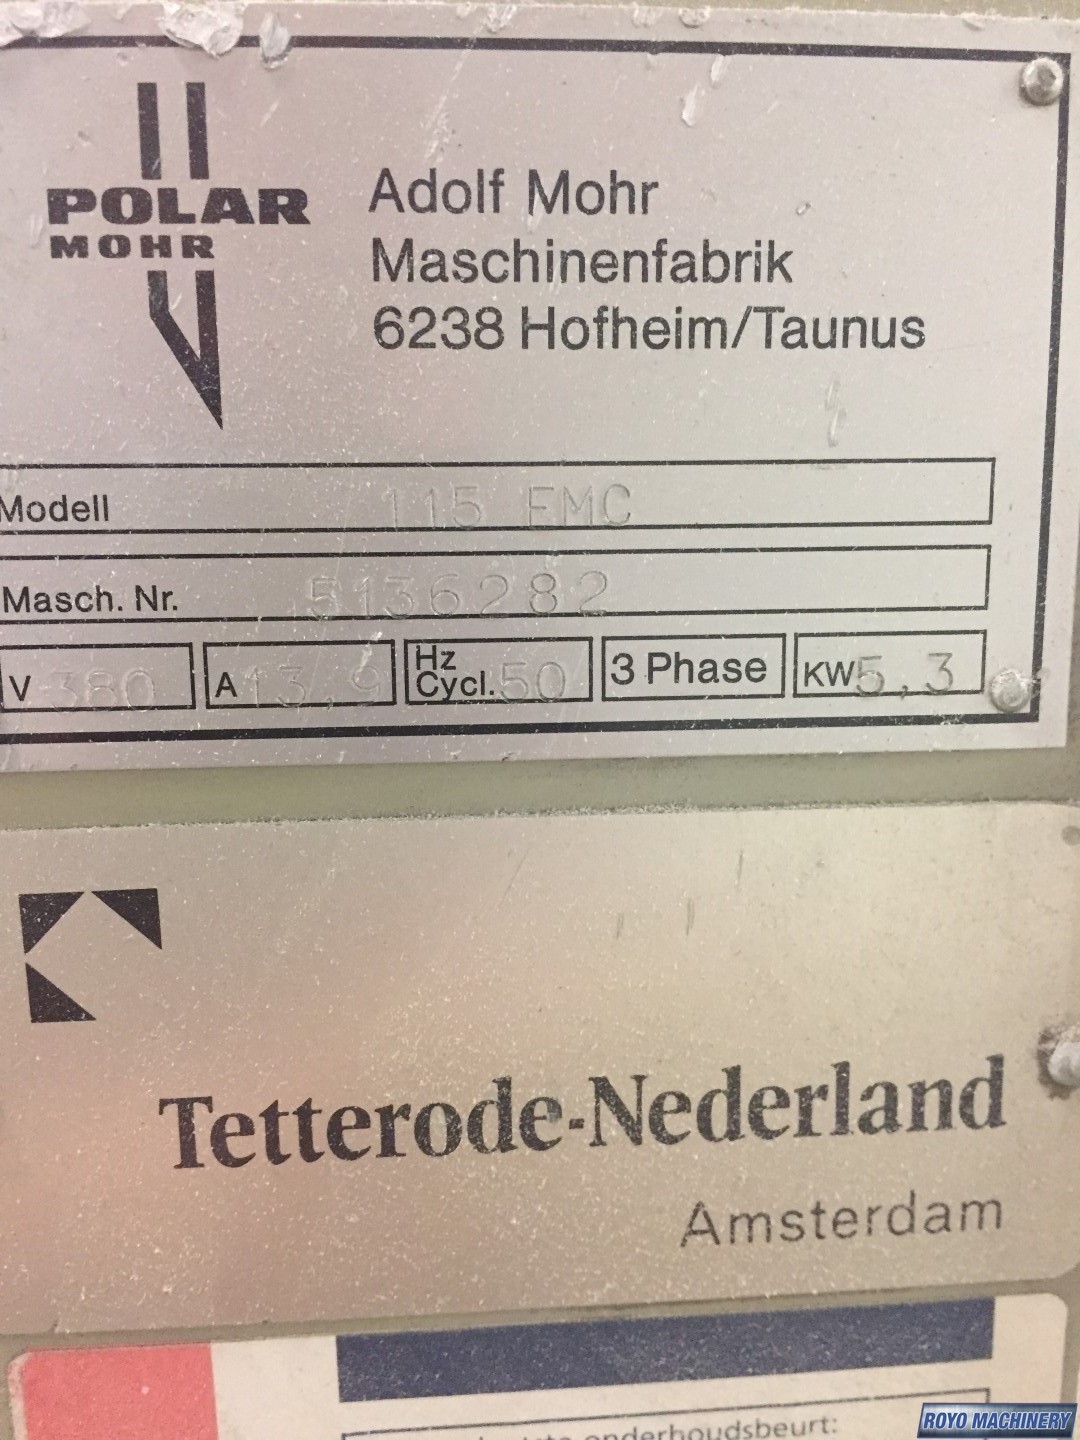 POLAR
MOHR
Adolf Mohr
Maschinenfabrik
6238 Hofheim/Taunus
Modell 115 EMC
Masch. Nr. 5136282
V 380 A 13,9 Hz Cycl. 50 3 Phase KW 5,3
Tetterode-Nederland
Amsterdam
onderhoudsbeurt:
ROYO MACHINERY